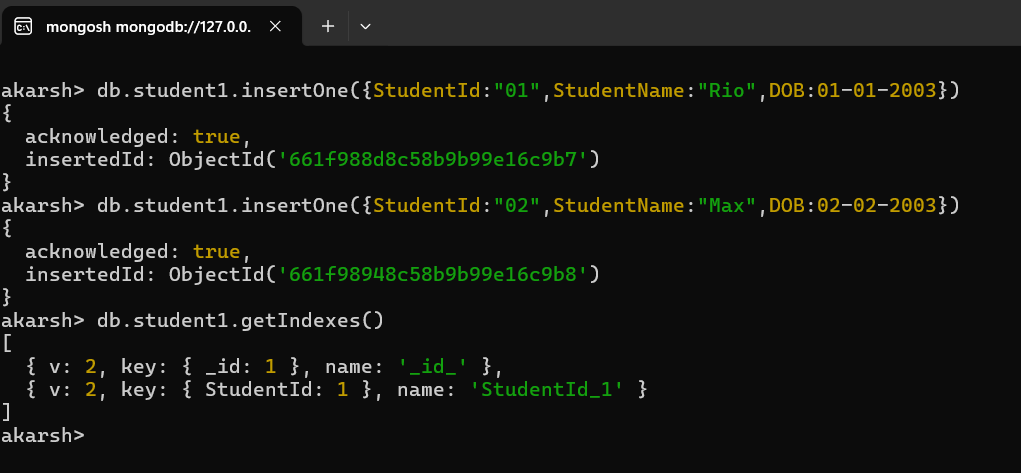 mongosh mongodb://127.0.0.
akarsh> db.student1.insertOne({StudentId:"01",StudentName:"Rio",DOB:01-01-2003})
{
  acknowledged: true,
  insertedId: ObjectId('661f988d8c58b9b99e16c9b7')
}
akarsh> db.student1.insertOne({StudentId:"02",StudentName:"Max",DOB:02-02-2003})
{
  acknowledged: true,
  insertedId: ObjectId('661f98948c58b9b99e16c9b8')
}
akarsh> db.student1.getIndexes()
[
  { v: 2, key: { _id: 1 }, name: '_id_' },
  { v: 2, key: { StudentId: 1 }, name: 'StudentId_1' }
]
akarsh>